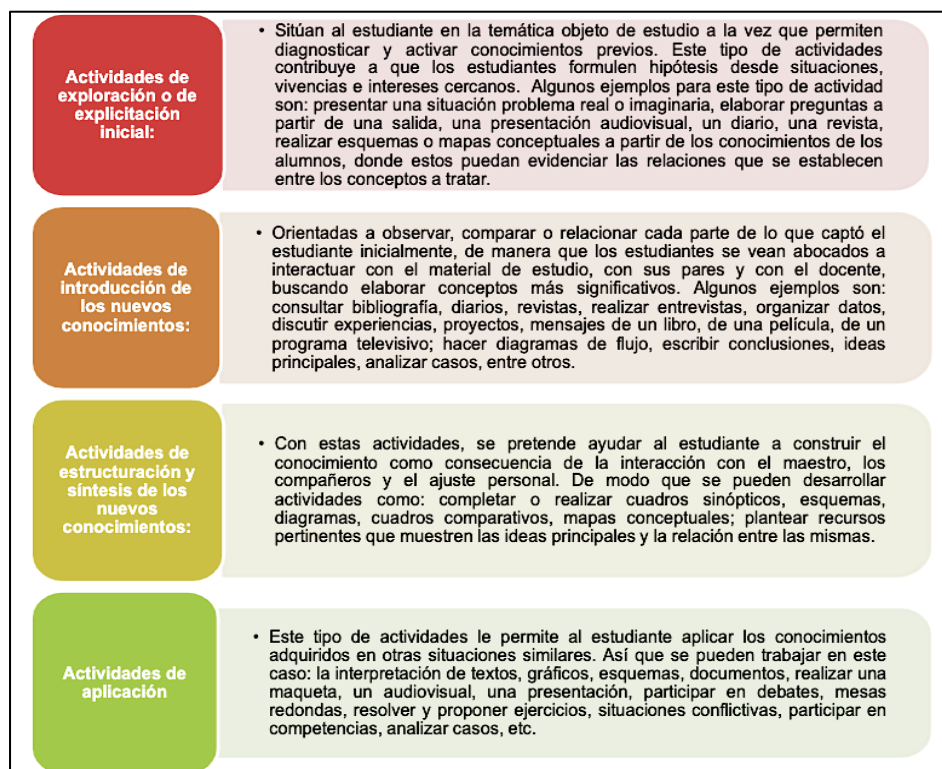 Actividades de
exploración o de
explicitación
inicial:
• Sitúan al estudiante en la temática objeto de estudio a la vez que permiten
diagnosticar y activar conocimientos previos. Este tipo de actividades
contribuye a que los estudiantes formulen hipótesis desde situaciones,
vivencias e intereses cercanos. Algunos ejemplos para este tipo de actividad
son: presentar una situación problema real o imaginaria, elaborar preguntas a
partir de una salida, una presentación audiovisual, un diario, una revista,
realizar esquemas o mapas conceptuales a partir de los conocimientos de los
alumnos, donde estos puedan evidenciar las relaciones que se establecen
entre los conceptos a tratar.
Actividades de
introducción de
los nuevos
conocimientos:
• Orientadas a observar, comparar o relacionar cada parte de lo que captó el
estudiante inicialmente, de manera que los estudiantes se vean abocados a
interactuar con el material de estudio, con sus pares y con el docente,
buscando elaborar conceptos más significativos. Algunos ejemplos son:
consultar bibliografía, diarios, revistas, realizar entrevistas, organizar datos,
discutir experiencias, proyectos, mensajes de un libro, de una película, de un
programa televisivo; hacer diagramas de flujo, escribir conclusiones, ideas
principales, analizar casos, entre otros.
Actividades de
estructuración y
síntesis de los
nuevos
conocimientos:
• Con estas actividades, se pretende ayudar al estudiante a construir el
conocimiento como consecuencia de la interacción con el maestro, los
compañeros y el ajuste personal. De modo que se pueden desarrollar
actividades como: completar o realizar cuadros sinópticos, esquemas,
diagramas, cuadros comparativos, mapas conceptuales; plantear recursos
pertinentes que muestren las ideas principales y la relación entre las mismas.
Actividades de
aplicación
• Este tipo de actividades le permite al estudiante aplicar los conocimientos
adquiridos en otras situaciones similares. Así que se pueden trabajar en este
caso: la interpretación de textos, gráficos, esquemas, documentos, realizar una
maqueta, un audiovisual, una presentación, participar en debates, mesas
redondas, resolver y proponer ejercicios, situaciones conflictivas, participar en
competencias, analizar casos, etc.